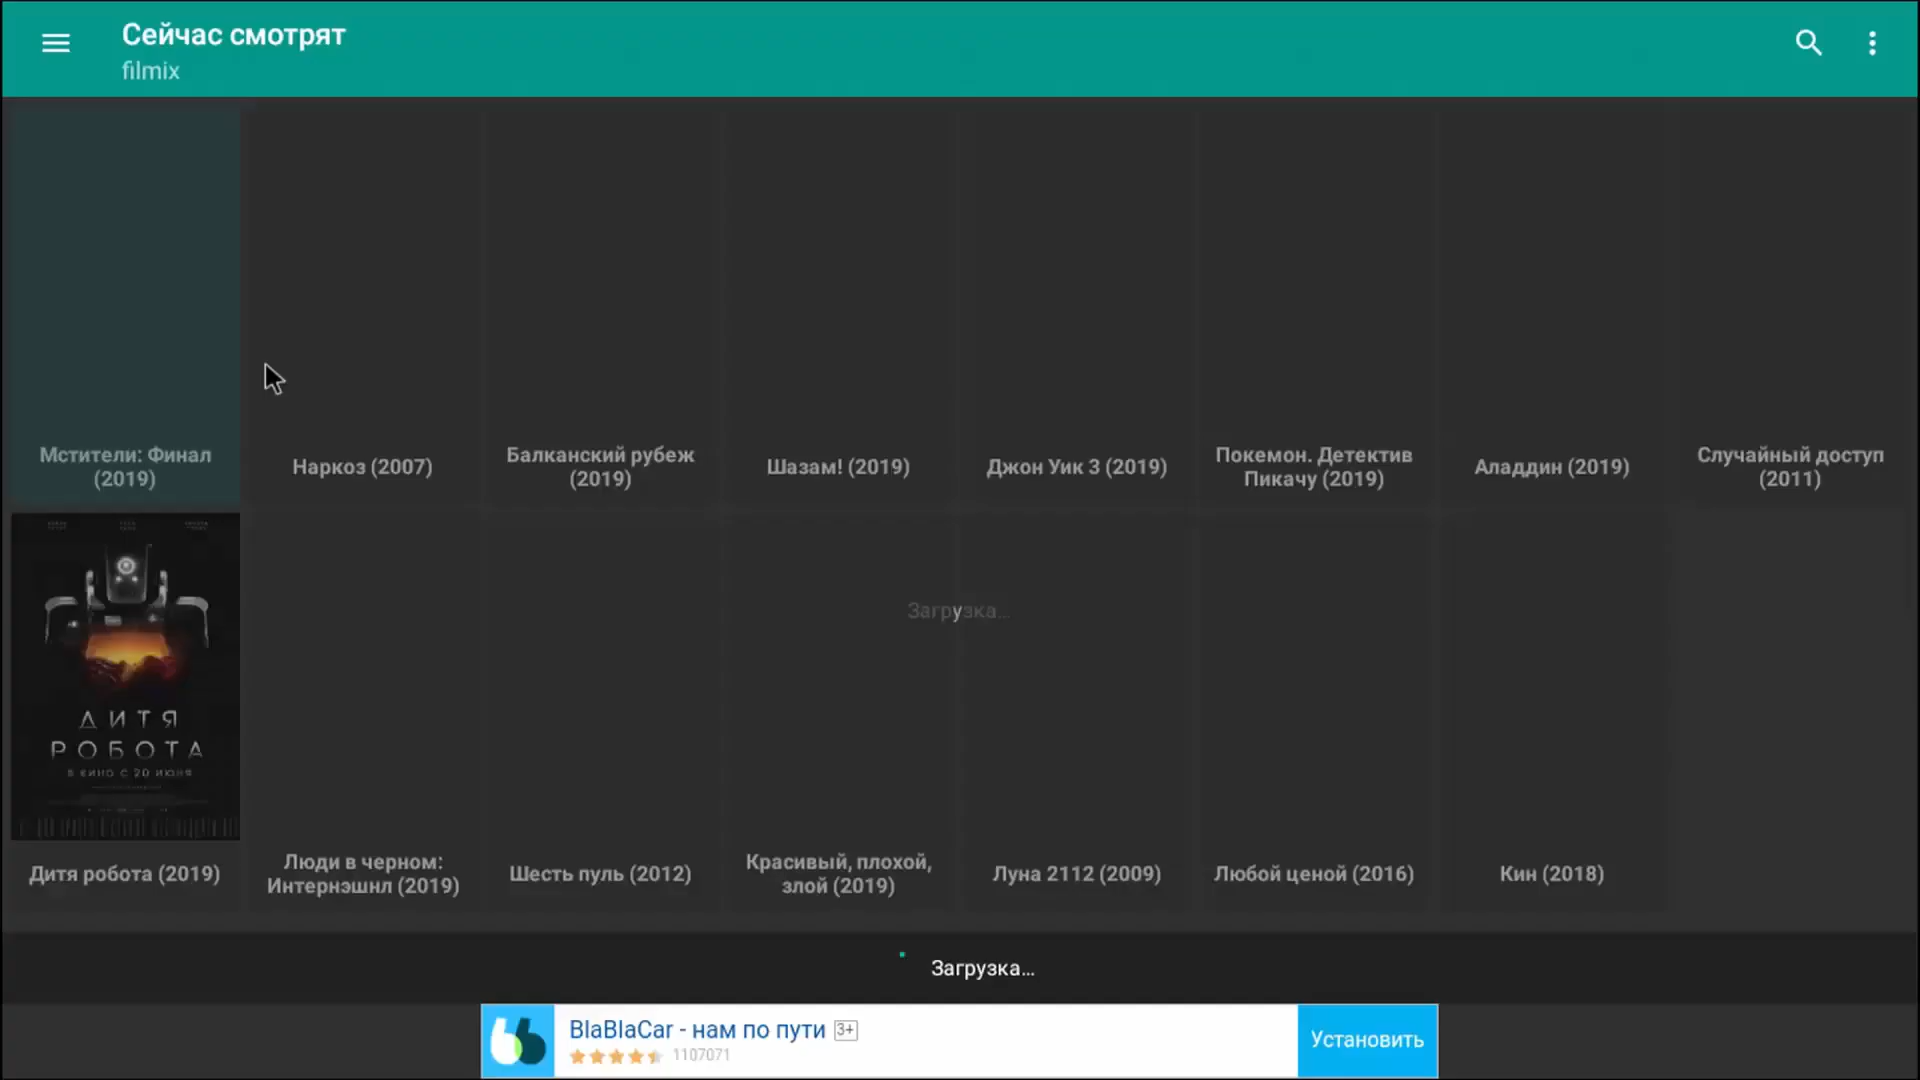 Сейчас смотрят
filmix
Мстители: Финал
(2019)
Наркоз (2007)
Балканский рубеж
(2019)
Шазам! (2019)
Джон Уик 3 (2019)
Покемон. Детектив
Пикачу (2019)
Аладдин (2019)
Случайный доступ
(2011)
Загрузка...
ДИТЯ
РОБОТА
В КИНО С 20 ИЮНЯ
Дитя робота (2019)
Люди в черном:
Интернэшнл (2019)
Шесть пуль (2012)
Красивый, плохой,
злой (2019)
Луна 2112 (2009)
Любой ценой (2016)
Кин (2018)
Загрузка...
BlaBlaCar - нам по пути 3+
1107071
Установить